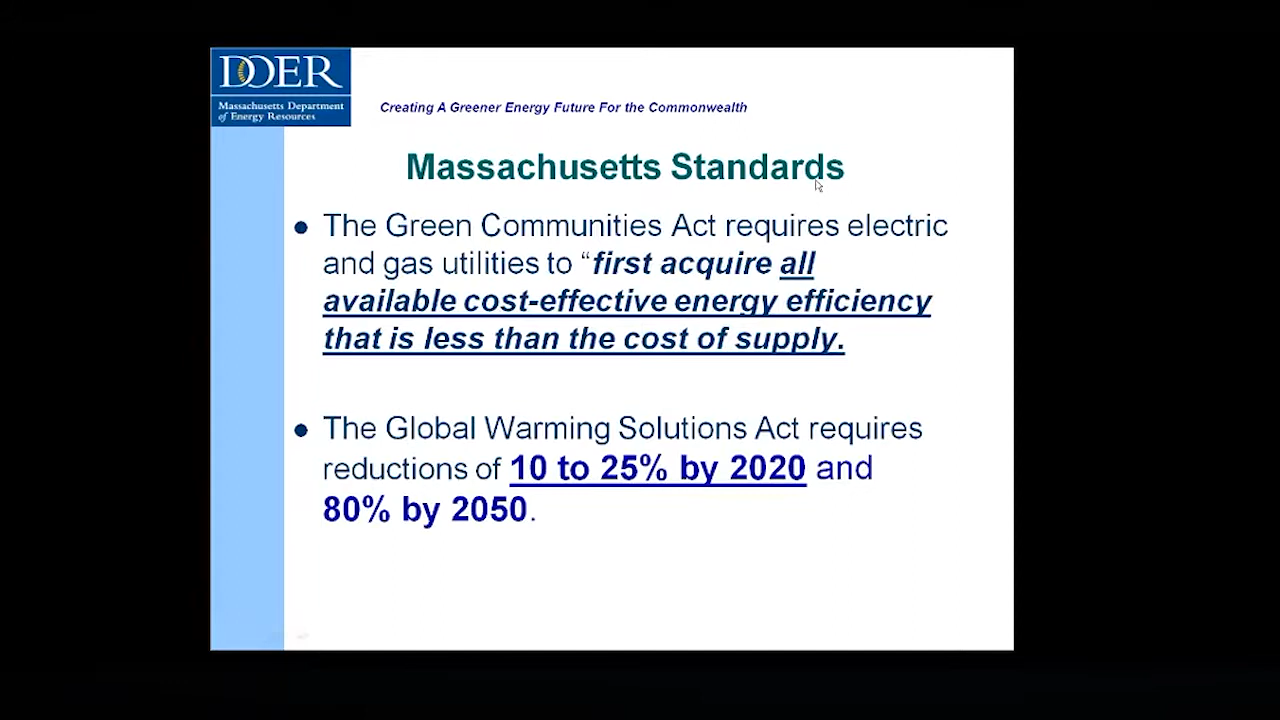 DOER
Massachusetts Department
of Energy Resources
Creating A Greener Energy Future For the Commonwealth
Massachusetts Standards
● The Green Communities Act requires electric
and gas utilities to “first acquire all
available cost-effective energy efficiency
that is less than the cost of supply.
● The Global Warming Solutions Act requires
reductions of 10 to 25% by 2020 and
80% by 2050.